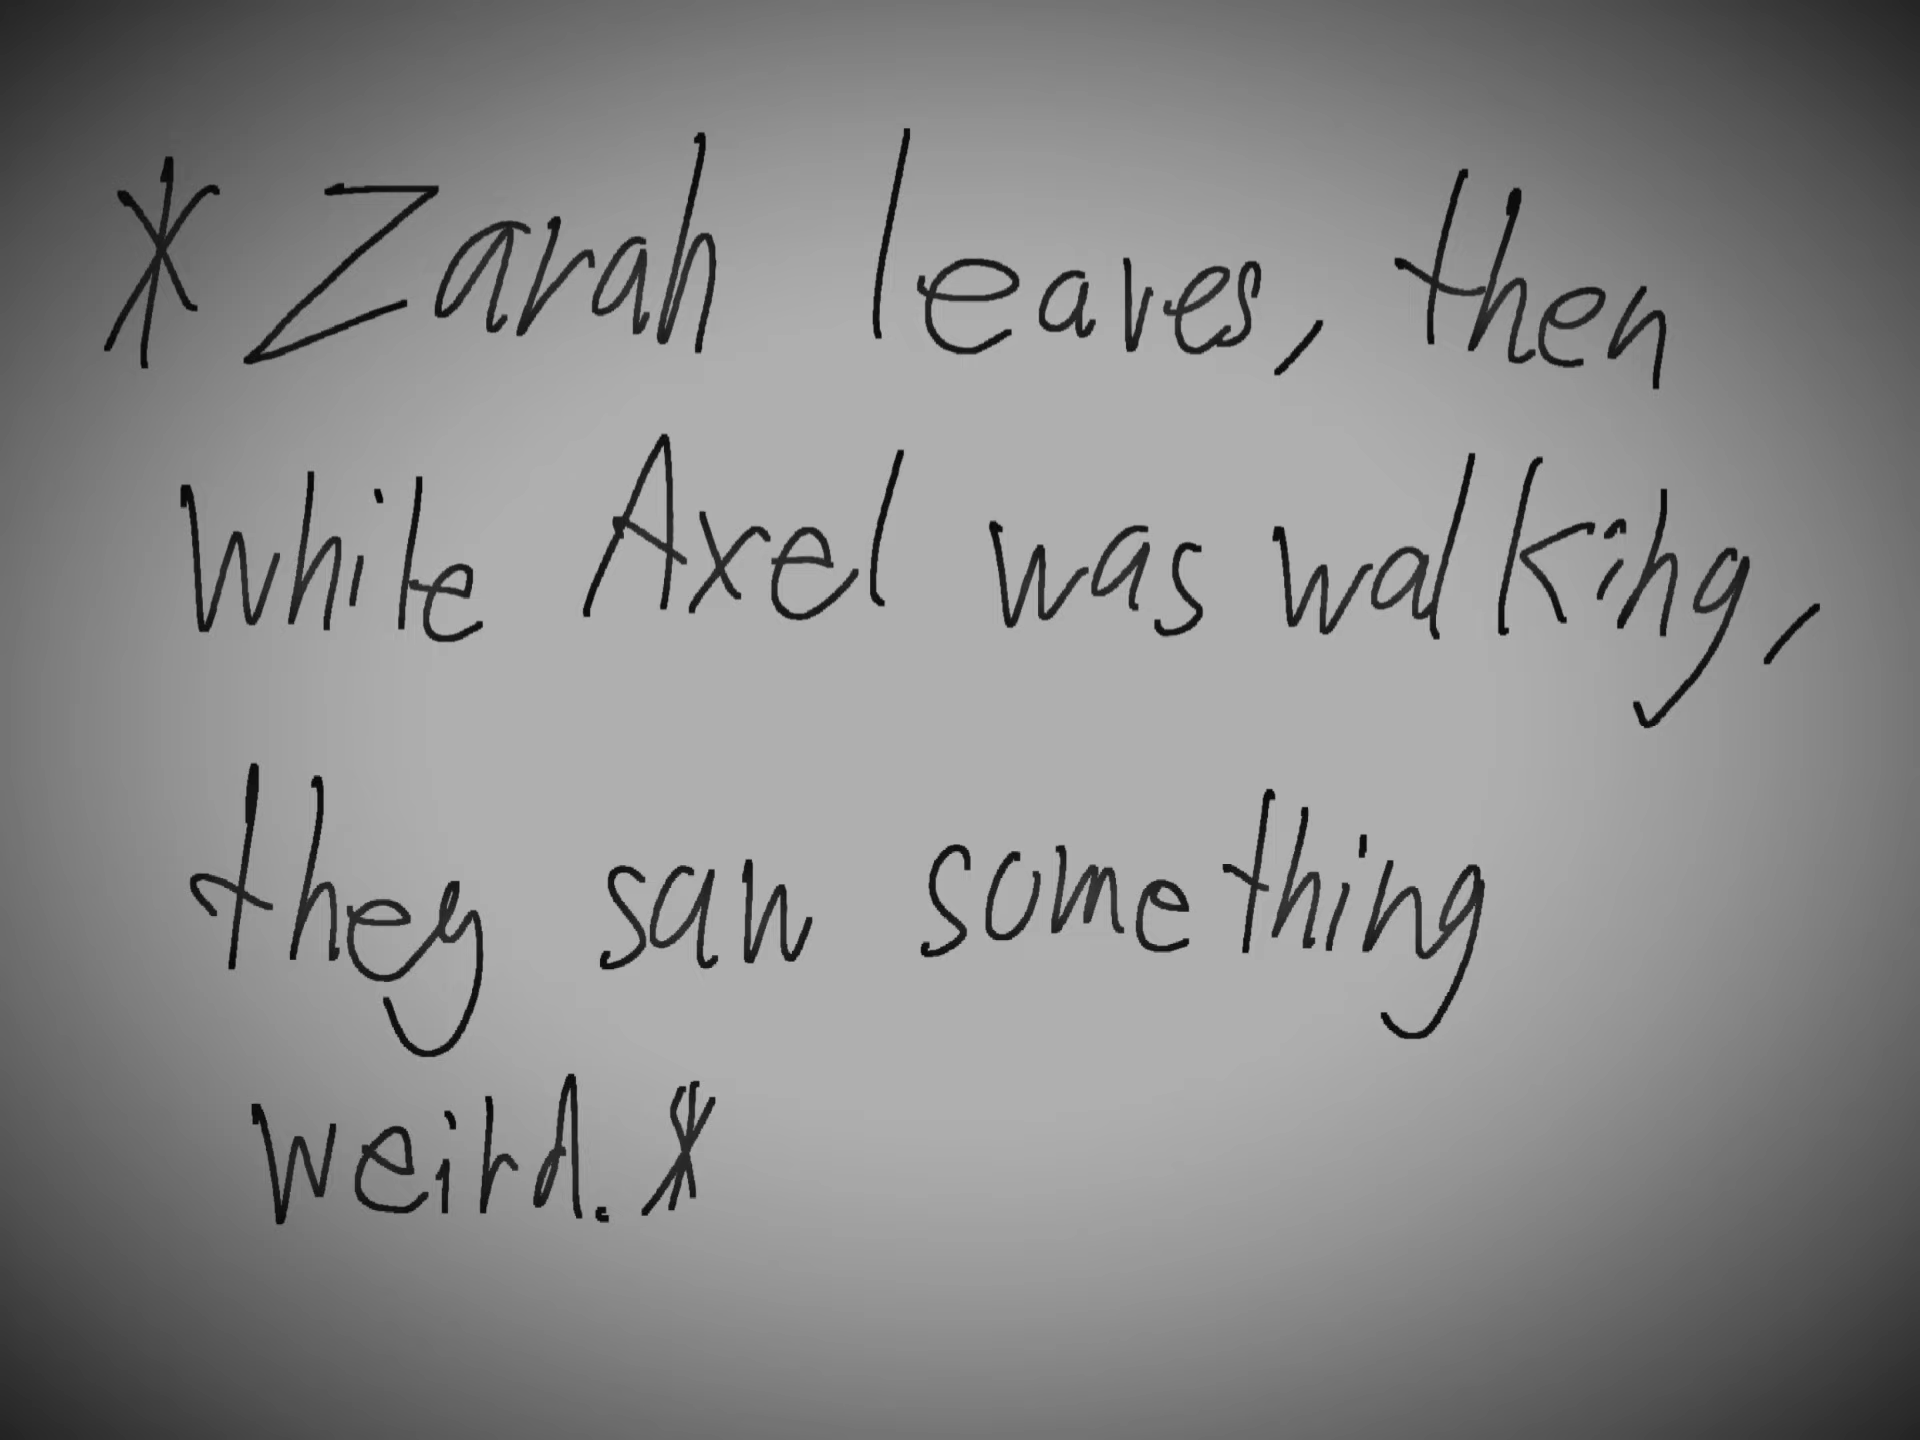 *Zarah leaves, then
while Axel was walking,
they saw something
weird.*